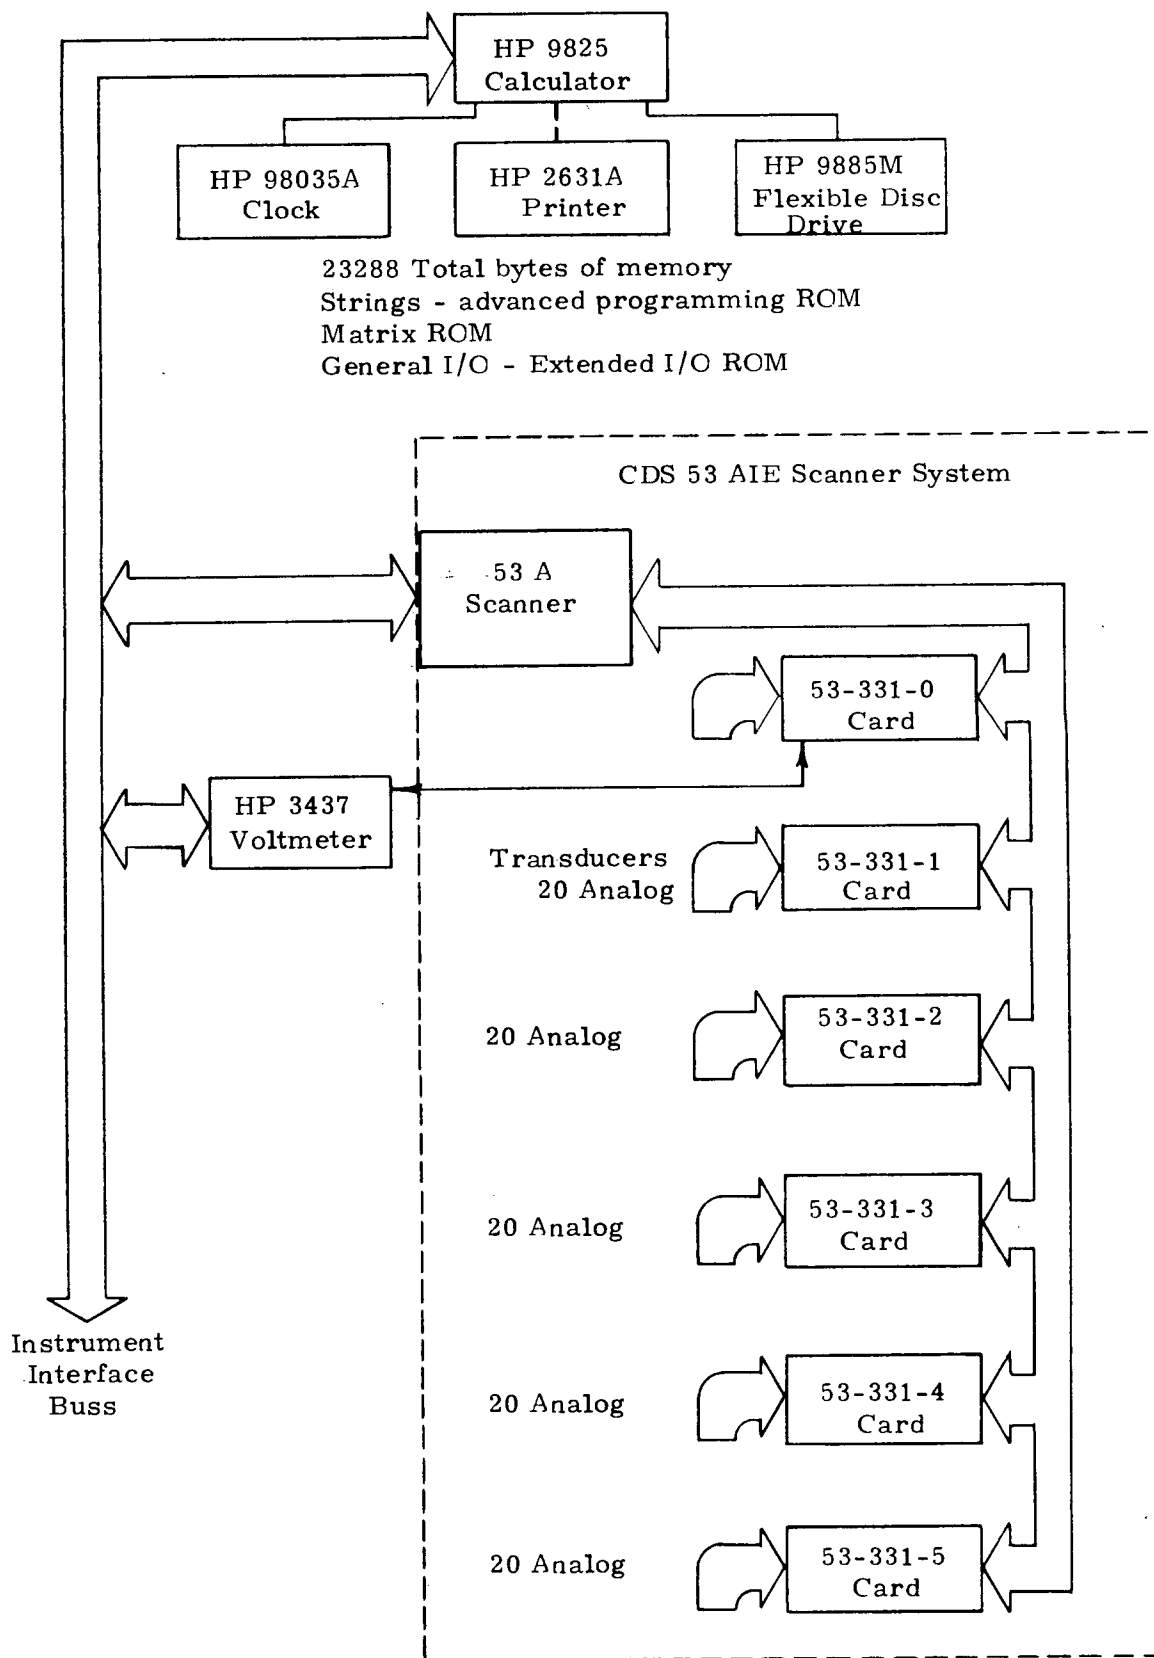 HP 9825
Calculator
HP 98035A
Clock
HP 2631A
Printer
HP 9885M
Flexible Disc
Drive
23288 Total bytes of memory
Strings - advanced programming ROM
Matrix ROM
General I/O - Extended I/O ROM
CDS 53 AIE Scanner System
53 A
Scanner
53-331-0
Card
HP 3437
Voltmeter
Transducers
20 Analog
53-331-1
Card
20 Analog
53-331-2
Card
20 Analog
53-331-3
Card
Instrument
Interface
Buss
20 Analog
53-331-4
Card
20 Analog
53-331-5
Card